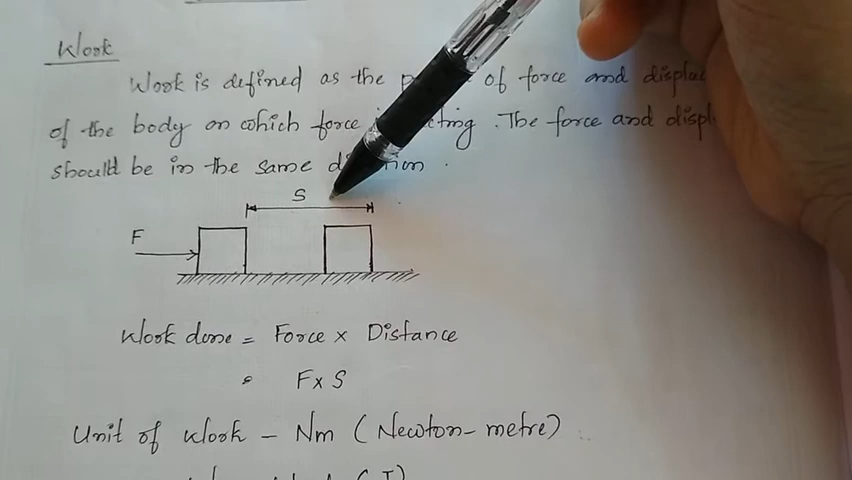 Work
Work is defined as the of force and
of the body on which force . The force and
should be in the same
S
F
Work done = Force x Distance
= F x S
Unit of Work - Nm (Newton-metre)